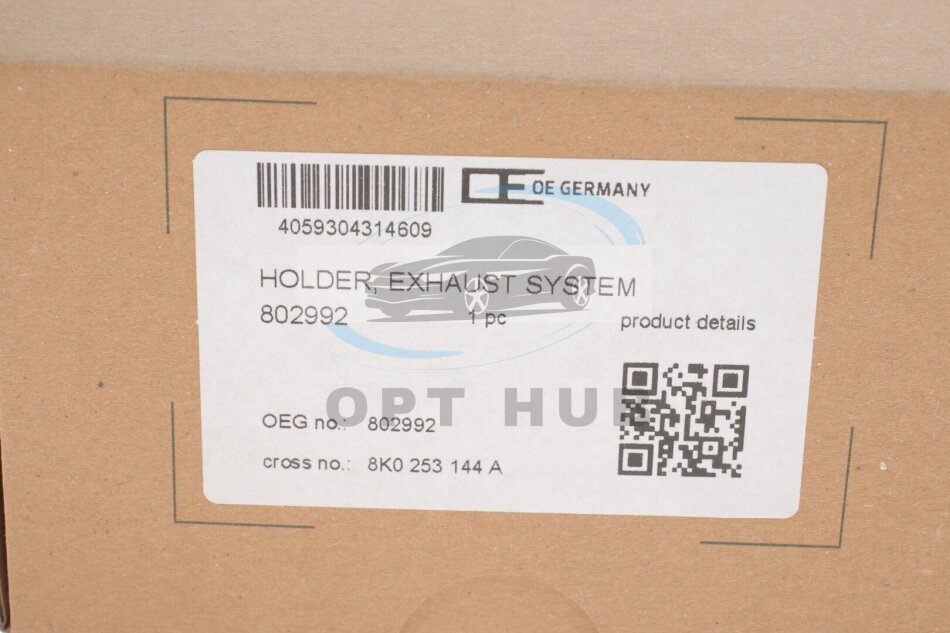 OE GERMANY
4059304314609
HOLDER, EXHAUST SYSTEM
802992 1 pc product details
OPT HUB
OEG no.: 802992
cross no.: 8K0 253 144 A